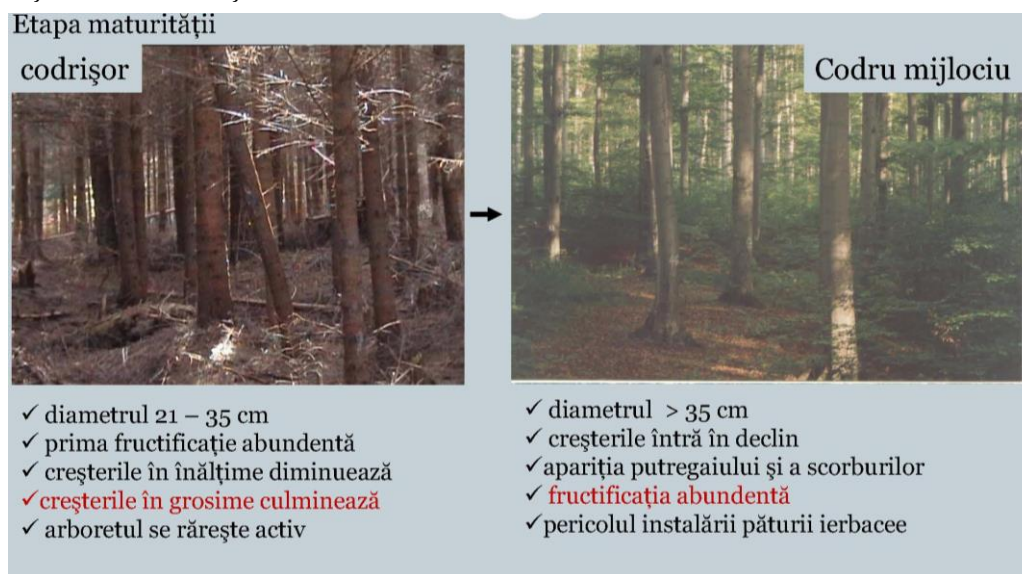 Etapa maturității
codrişor
Codru mijlociu
✓ diametrul 21 – 35 cm
✓ prima fructificație abundentă
✓ creşterile în înălțime diminuează
✓creşterile în grosime culminează
✓ arboretul se răreşte activ
✓ diametrul > 35 cm
✓ creşterile întră în declin
✓apariția putregaiului şi a scorburilor
✓ fructificația abundentă
✓pericolul instalării păturii ierbacee